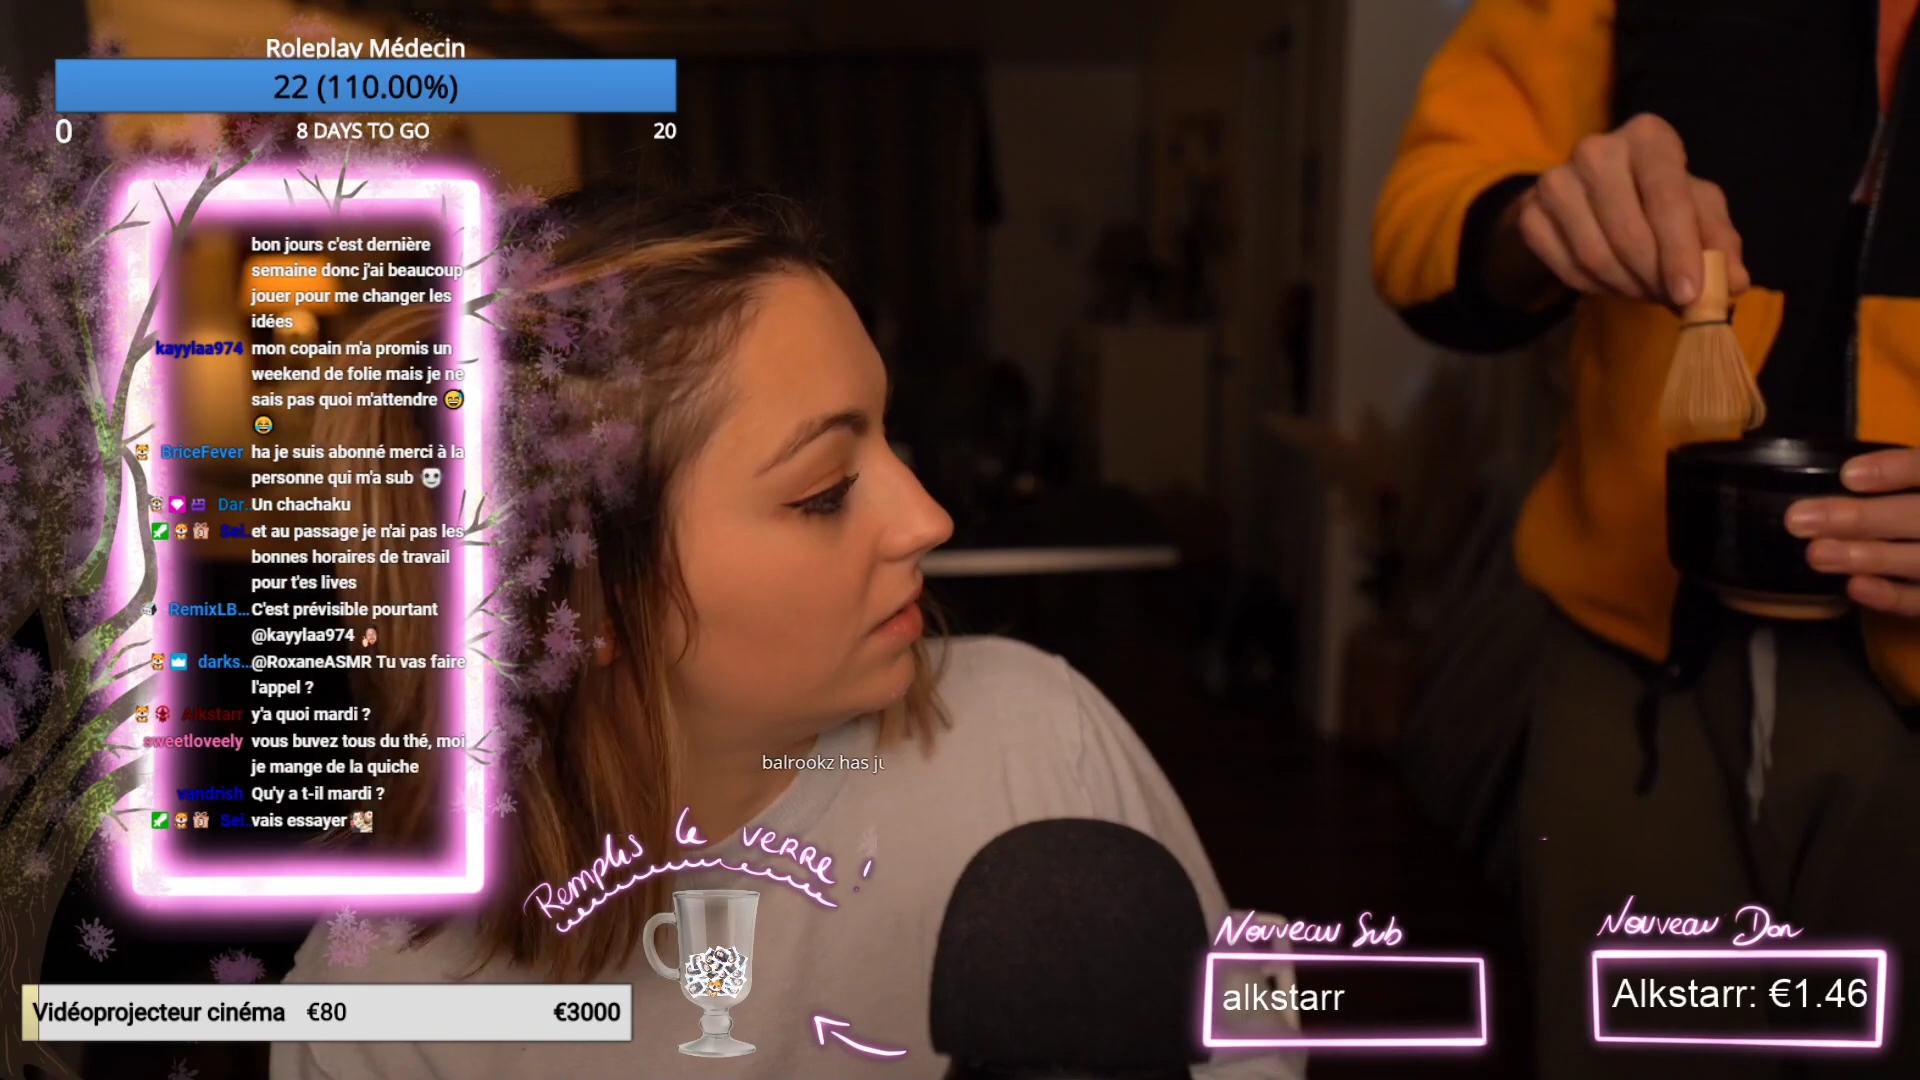 Roleplay Médecin
22 (110.00%)
0
8 DAYS TO GO
20
bon jours c'est dernière
semaine donc j'ai beaucoup
jouer pour me changer les
idées
kayylaa974 mon copain m'a promis un
weekend de folie mais je ne
sais pas quoi m'attendre 😅
😂
BriceFever ha je suis abonné merci à la
personne qui m'a sub
Dar.. Un chachaku
Sei.. et au passage je n'ai pas les
bonnes horaires de travail
pour t'es lives
RemixLB... C'est prévisible pourtant
@kayylaa974
darks... @RoxaneASMR Tu vas faire
l'appel ?
Alkstarr y'a quoi mardi ?
sweetloveely vous buvez tous du thé, moi
je mange de la quiche
vandrish Qu'y a t-il mardi ?
Sei.. vais essayer
balrookz has ju
Remplis le verre !
Vidéoprojecteur cinéma €80 €3000
Nouveau Sub
alkstarr
Nouveau Don
Alkstarr: €1.46